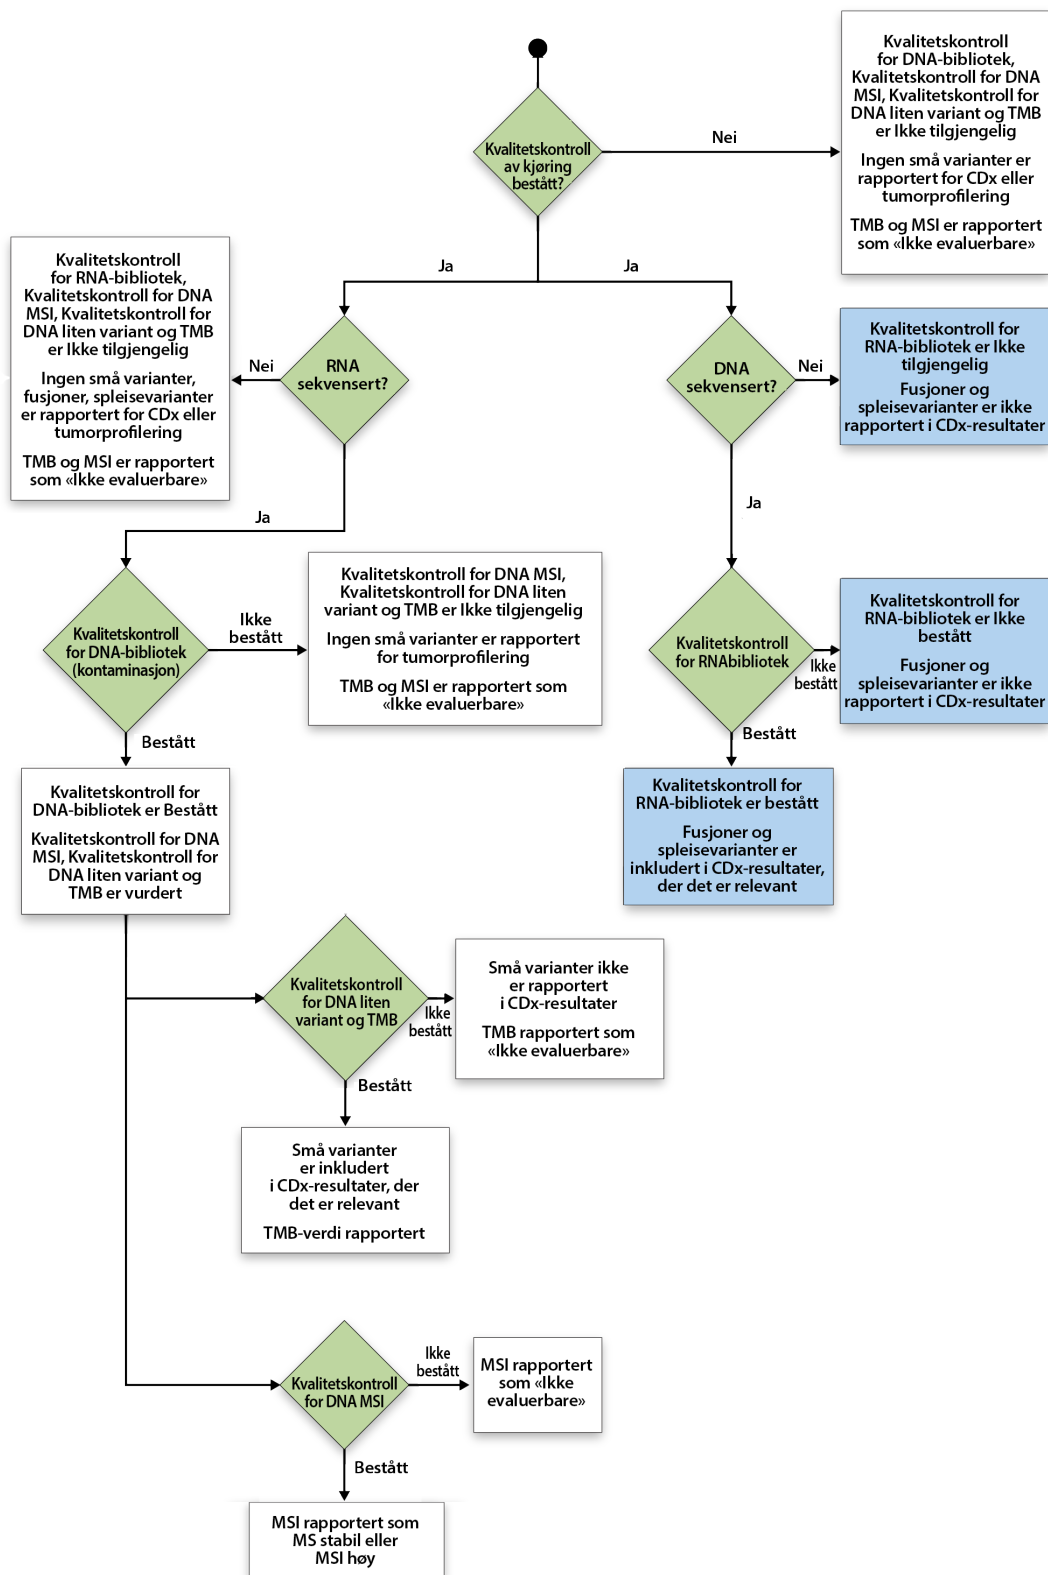 Kvalitetskontroll
av kjøring
bestått?
Nei
Kvalitetskontroll
for DNA-bibliotek,
Kvalitetskontroll for DNA
MSI, Kvalitetskontroll for
DNA liten variant og TMB
er Ikke tilgjengelig
Ingen små varianter er
rapportert for CDx eller
tumorprofilering
TMB og MSI er rapportert
som «Ikke evaluerbare»
Ja
Ja
Kvalitetskontroll
for RNA-bibliotek,
Kvalitetskontroll for DNA
MSI, Kvalitetskontroll for
DNA liten variant og TMB
er Ikke tilgjengelig
Ingen små varianter,
fusjoner, spleisevarianter
er rapportert for CDx eller
tumorprofilering
TMB og MSI er rapportert
som «Ikke evaluerbare»
Nei
RNA
sekvensert?
DNA
sekvensert?
Nei
Kvalitetskontroll for
RNA-bibliotek er Ikke
tilgjengelig
Fusjoner og
spleisevarianter er ikke
rapportert i CDx-resultater
Ja
Ja
Kvalitetskontroll
for DNA-bibliotek
(kontaminasjon)
Ikke
bestått
Kvalitetskontroll for DNA MSI,
Kvalitetskontroll for DNA liten
variant og TMB er Ikke tilgjengelig
Ingen små varianter er rapportert
for tumorprofilering
TMB og MSI er rapportert som
«Ikke evaluerbare»
Kvalitetskontroll
for RNAbibliotek
Ikke
bestått
Kvalitetskontroll for
RNA-bibliotek er Ikke
bestått
Fusjoner og
spleisevarianter er ikke
rapportert i CDx-resultater
Bestått
Bestått
Kvalitetskontroll for
DNA-bibliotek er Bestått
Kvalitetskontroll for DNA
MSI, Kvalitetskontroll for
DNA liten variant og
TMB er vurdert
Kvalitetskontroll for
RNA-bibliotek er bestått
Fusjoner og
spleisevarianter er
inkludert i CDx-resultater,
der det er relevant
Kvalitetskontroll
for DNA liten
variant og TMB
Ikke
bestått
Små varianter ikke
er rapportert
i CDx-resultater
TMB rapportert som
«Ikke evaluerbare»
Bestått
Små varianter
er inkludert
i CDx-resultater, der
det er relevant
TMB-verdi rapportert
Kvalitetskontroll
for DNA MSI
Ikke
bestått
MSI rapportert
som «Ikke
evaluerbare»
Bestått
MSI rapportert som
MS stabil eller
MSI høy